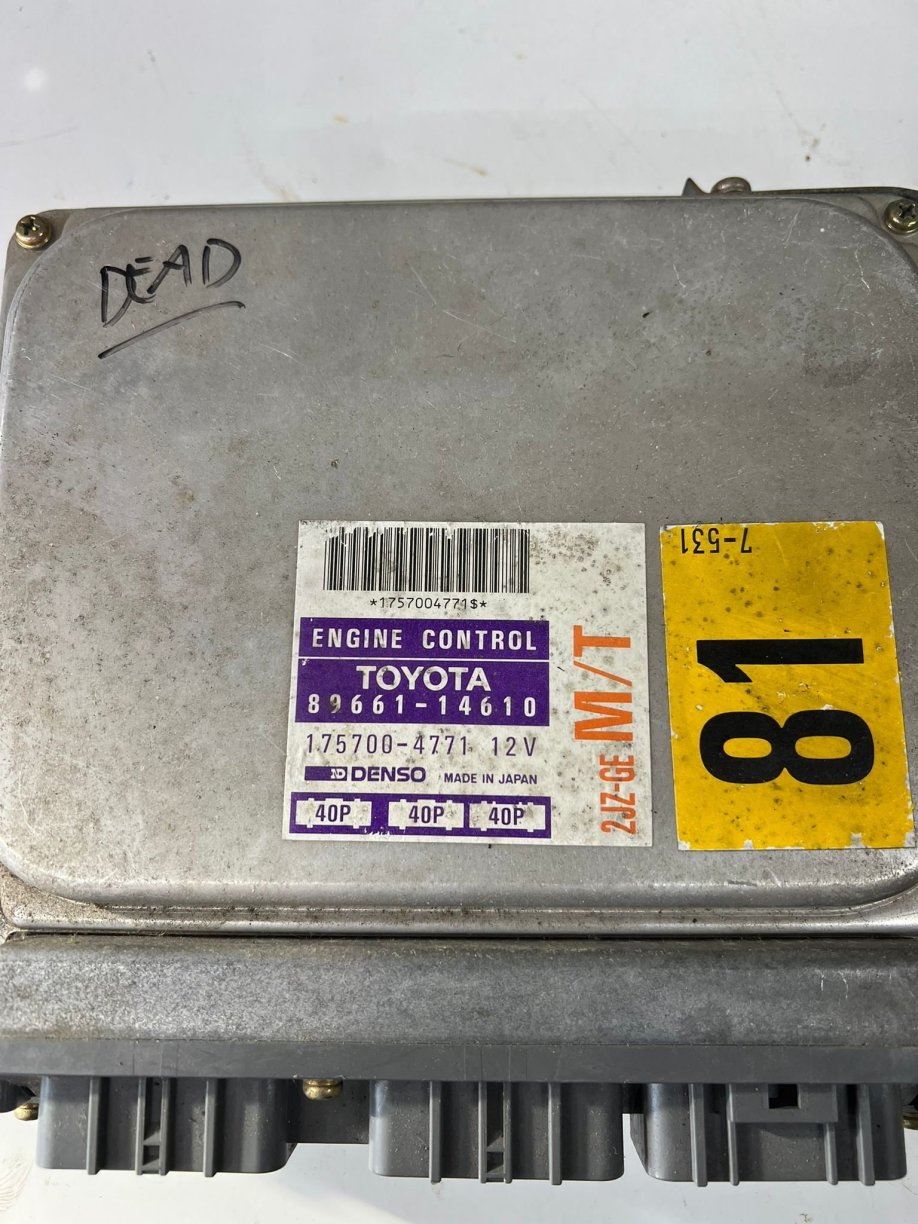 DEAD
*1757004771$*
ENGINE CONTROL
TOYOTA
89661-14610
175700-4771 12V
DENSO MADE IN JAPAN
40P 40P 40P
2JZ-GE M/T
7-531
81